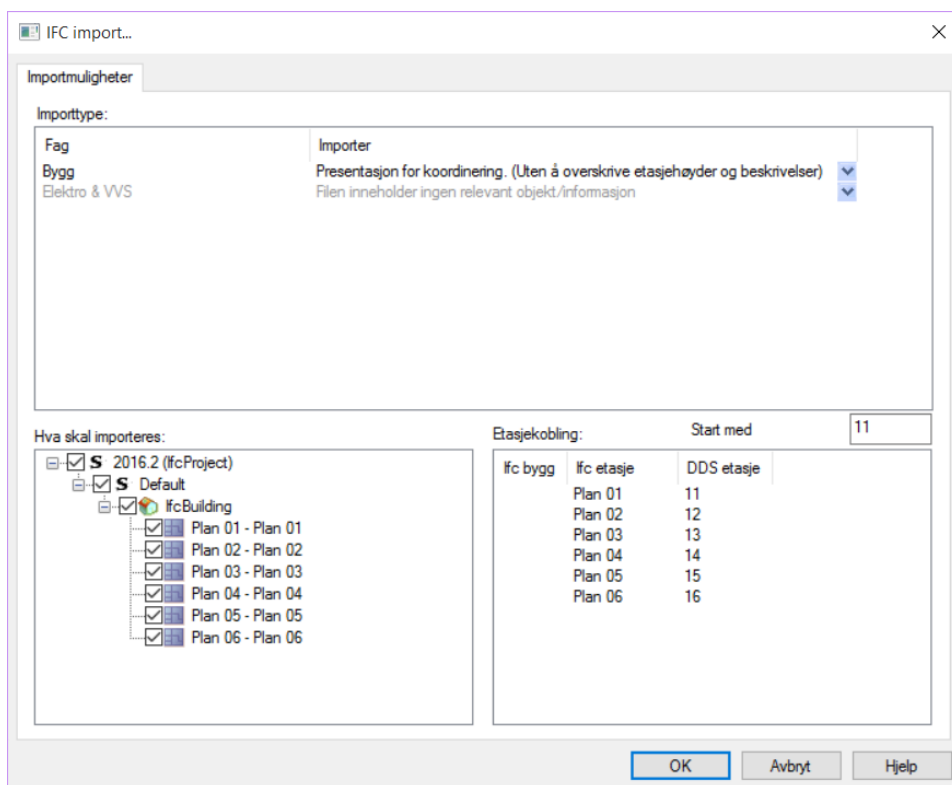 IFC import...
Importmuligheter
Importtype:
Fag Importer
Bygg Presentasjon for koordinering. (Uten å overskrive etasjehøyder og beskrivelser)
Elektro & VVS Filen inneholder ingen relevant objekt/informasjon
Hva skal importeres:
S 2016.2 (IfcProject)
S Default
IfcBuilding
Plan 01 - Plan 01
Plan 02 - Plan 02
Plan 03 - Plan 03
Plan 04 - Plan 04
Plan 05 - Plan 05
Plan 06 - Plan 06
Etasjekobling: Start med 11
Ifc bygg Ifc etasje DDS etasje
Plan 01 11
Plan 02 12
Plan 03 13
Plan 04 14
Plan 05 15
Plan 06 16
OK Avbryt Hjelp